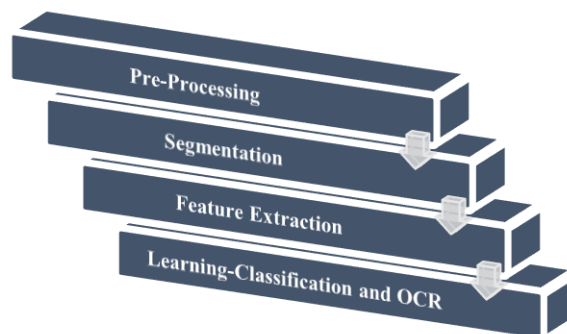 Pre-Processing
Segmentation
Feature Extraction
Learning-Classification and OCR